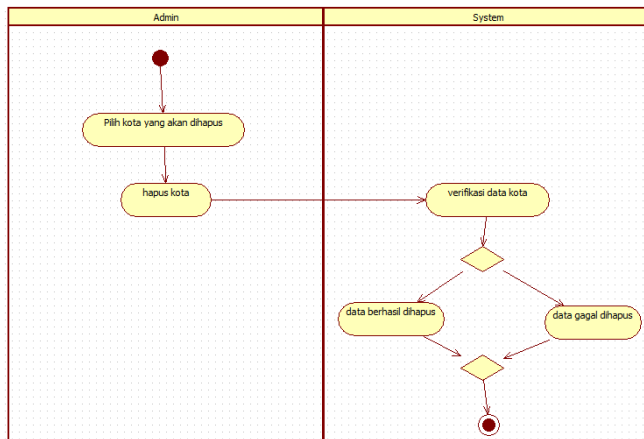 Admin
System
Pilih kota yang akan dihapus
hapus kota
verifikasi data kota
data berhasil dihapus
data gagal dihapus